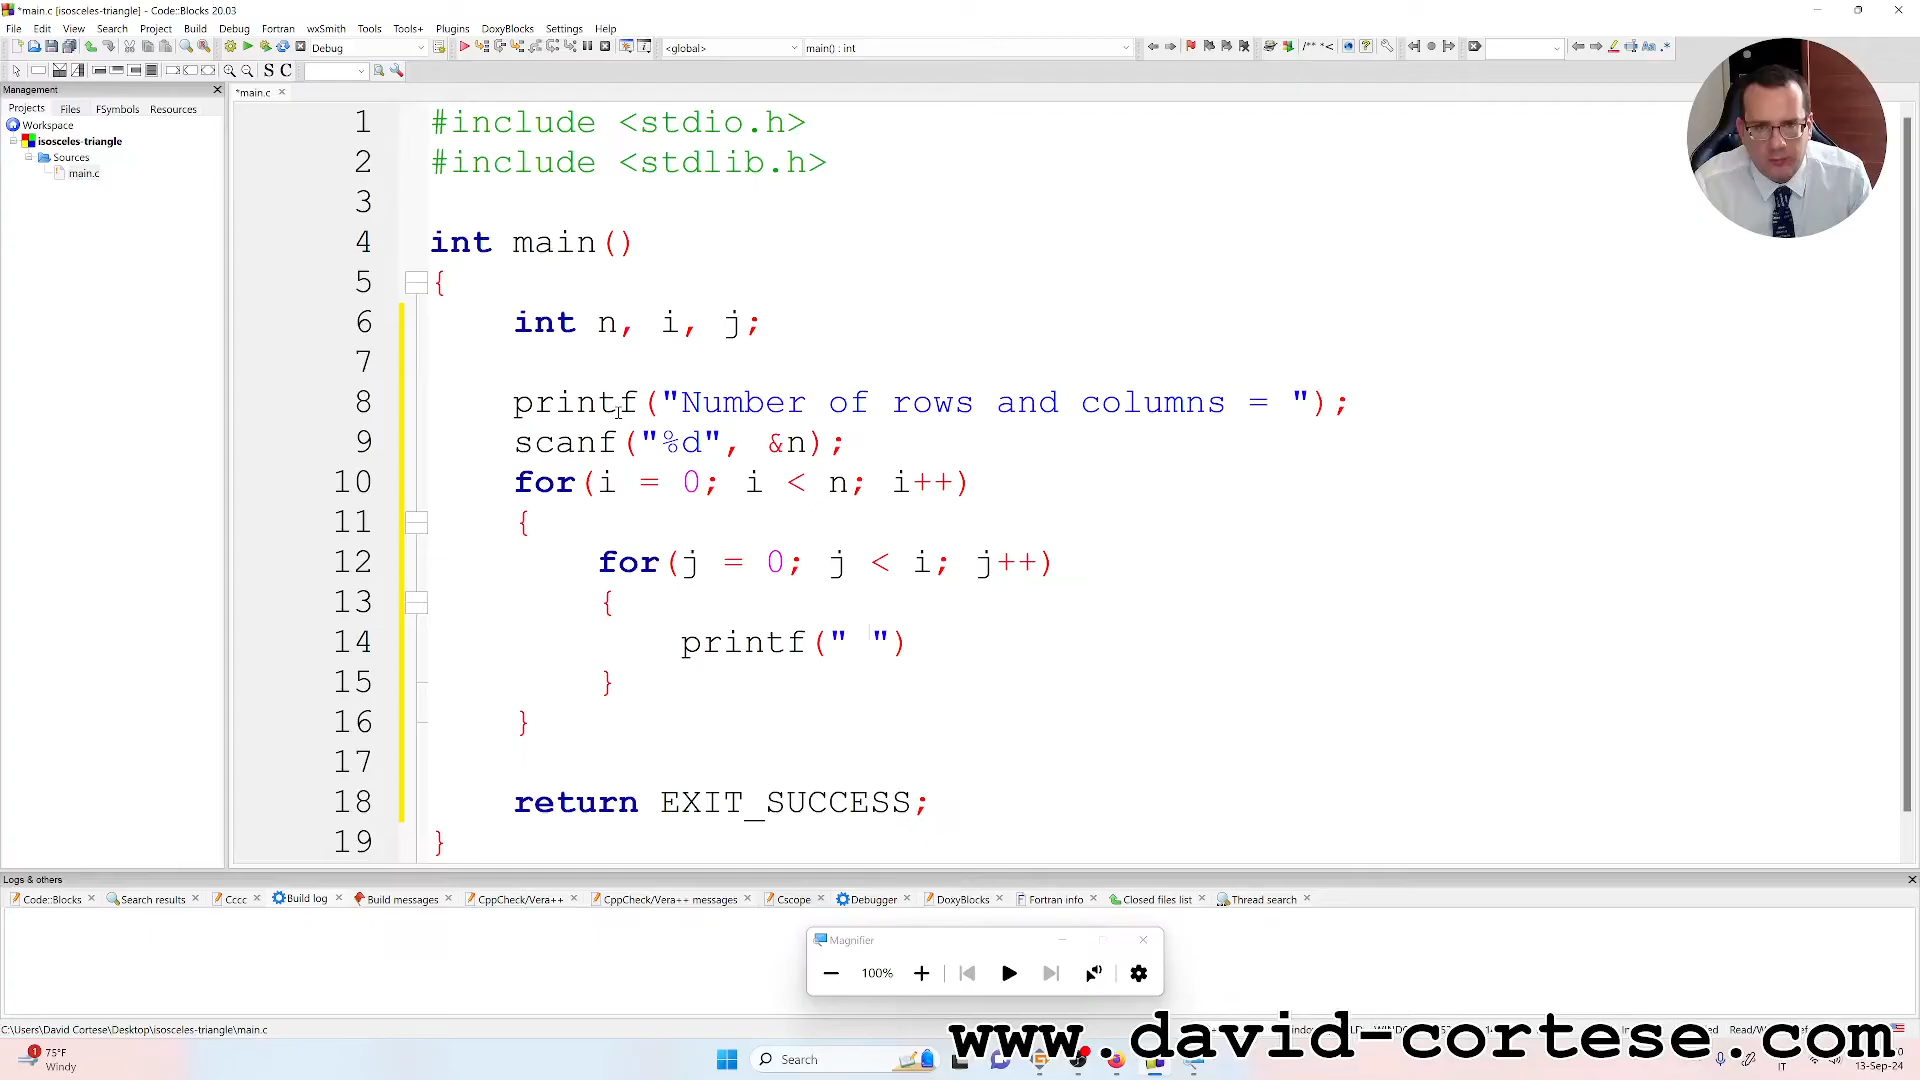 *main.c [isosceles-triangle] - Code::Blocks 20.03
File Edit View Search Project Build Debug Fortran wxSmith Tools Tools+ Plugins DoxyBlocks Settings Help
Debug <global> main() : int
S C
Management
Projects Files FSymbols Resources
*main.c
Workspace
isosceles-triangle
Sources
main.c
1 #include <stdio.h>
2 #include <stdlib.h>
3
4 int main()
5 {
6 int n, i, j;
7
8 printf("Number of rows and columns = ");
9 scanf("%d", &n);
10 for(i = 0; i < n; i++)
11 {
12 for(j = 0; j < i; j++)
13 {
14 printf(" ")
15 }
16 }
17
18 return EXIT_SUCCESS;
19 }
Logs & others
Code::Blocks Search results Cccc Build log Build messages CppCheck/Vera++ CppCheck/Vera++ messages Cscope Debugger DoxyBlocks Fortran info Closed files list Thread search
Magnifier
100%
C:\Users\David Cortese\Desktop\isosceles-triangle\main.c
www.david-cortese.com
1 75°F
Windy
Search
IT
13-Sep-24